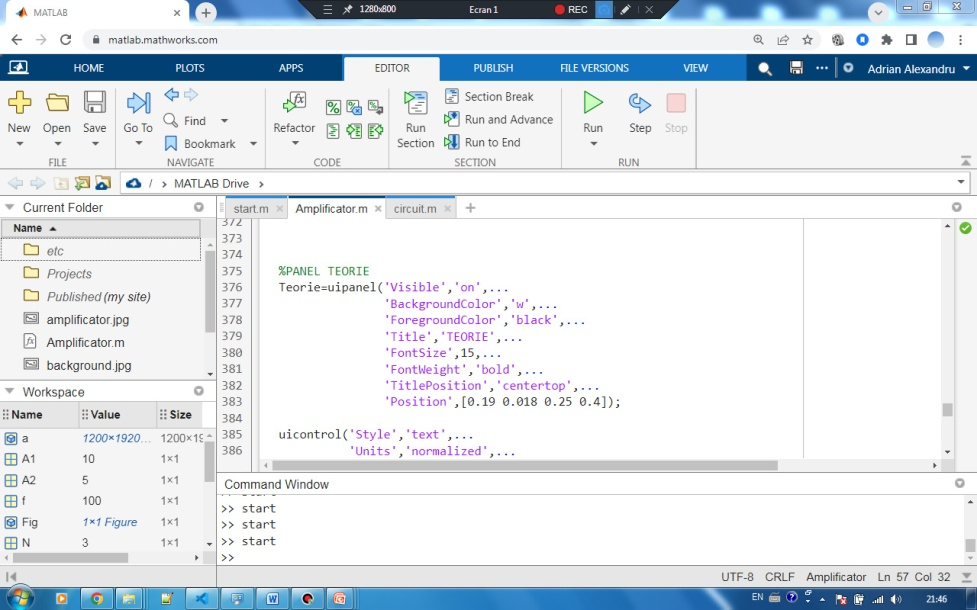 MATLAB
1280x800
Ecran 1
REC
matlab.mathworks.com
HOME PLOTS APPS EDITOR PUBLISH FILE VERSIONS VIEW
Adrian Alexandru
New Open Save
FILE
Go To
Find
Bookmark
NAVIGATE
Refactor
CODE
Run Section
Section Break
Run and Advance
Run to End
SECTION
Run Step Stop
RUN
/ > MATLAB Drive >
Current Folder
Name
etc
Projects
Published (my site)
amplificator.jpg
Amplificator.m
background.jpg
Workspace
Name Value Size
a 1200×1920... 1200×19
A1 10 1×1
A2 5 1×1
f 100 1×1
Fig 1×1 Figure 1×1
N 3 1×1
start.m Amplificator.m circuit.m
372
373
374
375 %PANEL TEORIE
376 Teorie=uipanel('Visible','on',...
377 'BackgroundColor','w',...
378 'ForegroundColor','black',...
379 'Title','TEORIE',...
380 'FontSize',15,...
381 'FontWeight','bold',...
382 'TitlePosition','centertop',...
383 'Position',[0.19 0.018 0.25 0.4]);
384
385 uicontrol('Style','text',...
386 'Units','normalized',...
Command Window
>> start
>> start
>> start
>> start
>>
UTF-8 CRLF Amplificator Ln 57 Col 32
EN 21:46